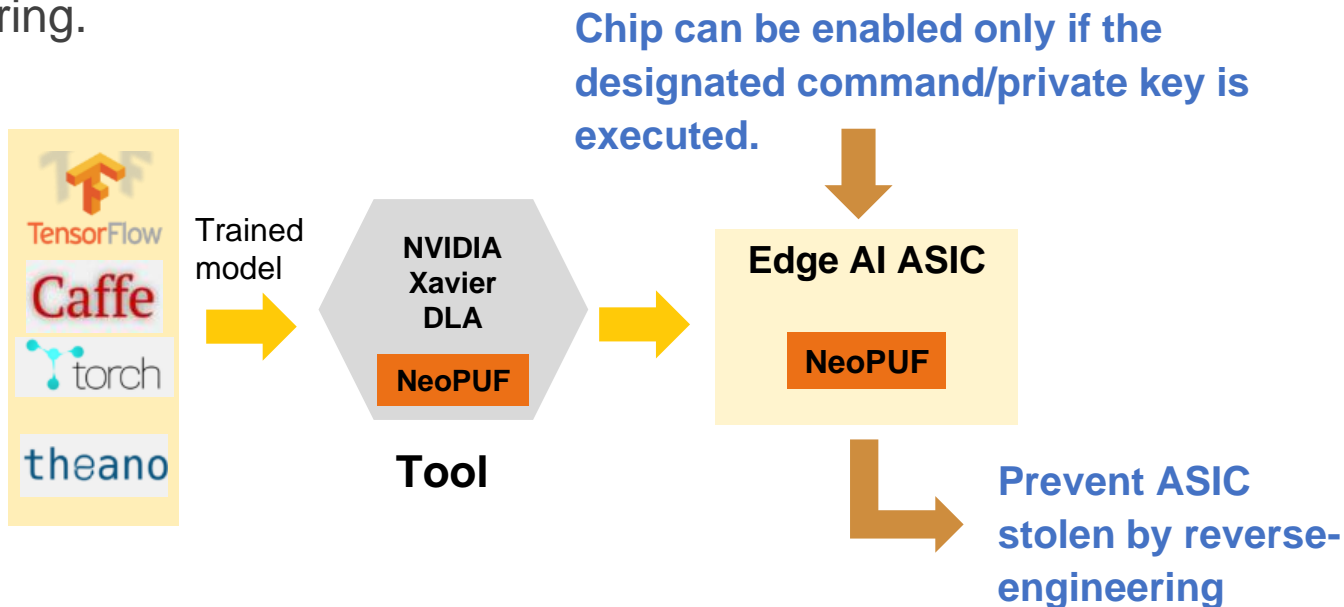 ring.
Chip can be enabled only if the
designated command/private key is
executed.
TensorFlow
Caffe
torch
theano
Trained
model
NVIDIA
Xavier
DLA
NeoPUF
Tool
Edge AI ASIC
NeoPUF
Prevent ASIC
stolen by reverse-
engineering